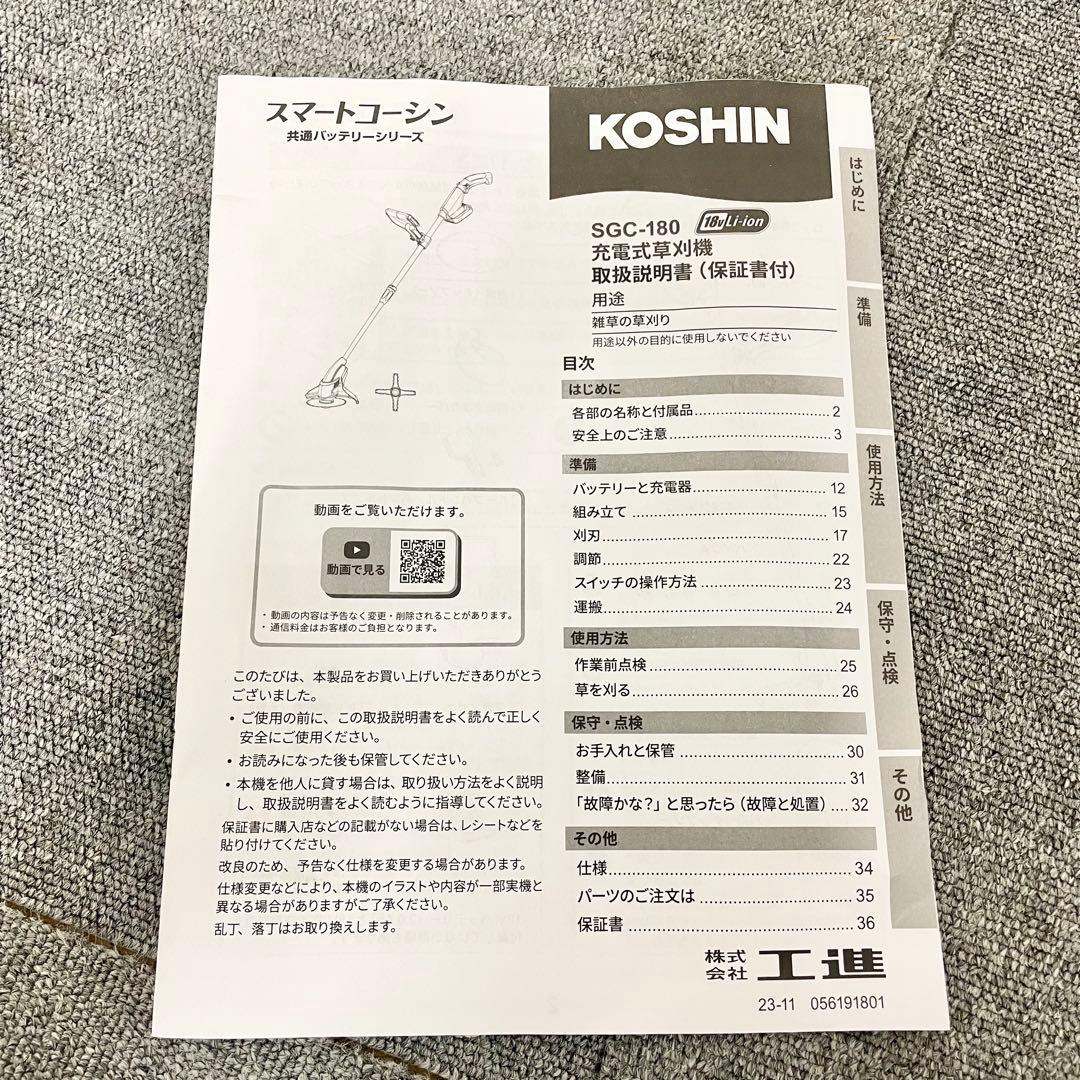 スマートコーシン
共通バッテリーシリーズ
KOSHIN
SGC-180 18v Li-ion
充電式草刈機
取扱説明書(保証書付)
用途
雑草の草刈り
用途以外の目的に使用しないでください
目次
はじめに
各部の名称と付属品 2
安全上のご注意 3
準備
バッテリーと充電器 12
組み立て 15
刈刃 17
調節 22
スイッチの操作方法 23
運搬 24
使用方法
作業前点検 25
草を刈る 26
保守・点検
お手入れと保管 30
整備 31
「故障かな?」と思ったら(故障と処置) 32
その他
仕様 34
パーツのご注文は 35
保証書 36
動画をご覧いただけます。
動画で見る
・動画の内容は予告なく変更・削除されることがあります。
・通信料金はお客様のご負担となります。
このたびは、本製品をお買い上げいただきありがとう
ございました。
・ご使用の前に、この取扱説明書をよく読んで正しく
安全にご使用ください。
・お読みになった後も保管してください。
・本機を他人に貸す場合は、取り扱い方法をよく説明
し、取扱説明書をよく読むように指導してください。
保証書に購入店などの記載がない場合は、レシートなどを
貼り付けてください。
改良のため、予告なく仕様を変更する場合があります。
仕様変更などにより、本機のイラストや内容が一部実機と
異なる場合がありますがご了承ください。
乱丁、落丁はお取り換えします。
株式会社 工進
23-11 056191801
はじめに
準備
使用方法
保守・点検
その他